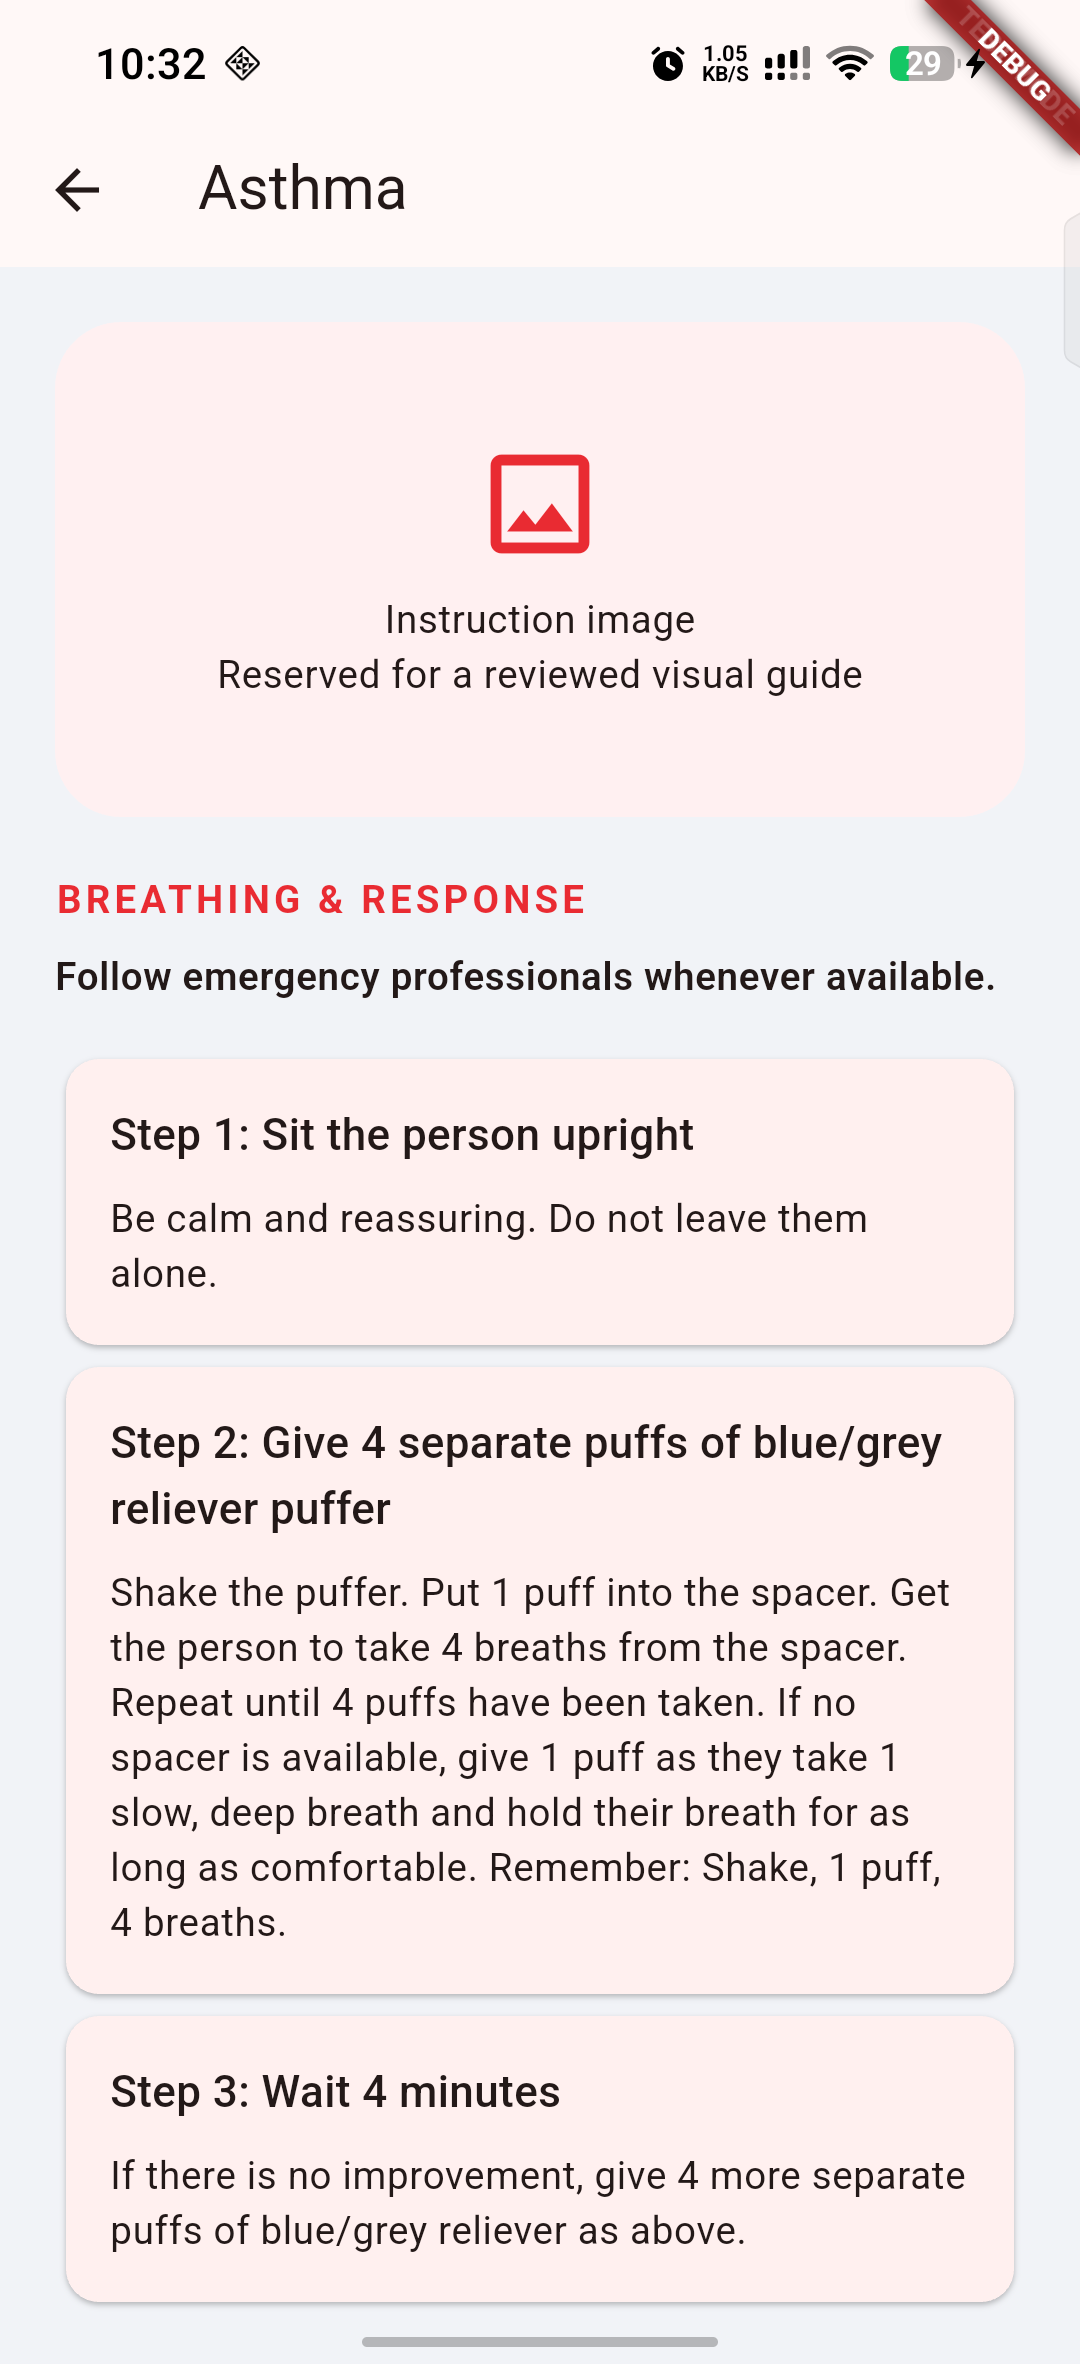 10:32
1.05
KB/S
29
DEBUG
Asthma
Instruction image
Reserved for a reviewed visual guide
BREATHING & RESPONSE
Follow emergency professionals whenever available.
Step 1: Sit the person upright
Be calm and reassuring. Do not leave them
alone.
Step 2: Give 4 separate puffs of blue/grey
reliever puffer
Shake the puffer. Put 1 puff into the spacer. Get
the person to take 4 breaths from the spacer.
Repeat until 4 puffs have been taken. If no
spacer is available, give 1 puff as they take 1
slow, deep breath and hold their breath for as
long as comfortable. Remember: Shake, 1 puff,
4 breaths.
Step 3: Wait 4 minutes
If there is no improvement, give 4 more separate
puffs of blue/grey reliever as above.